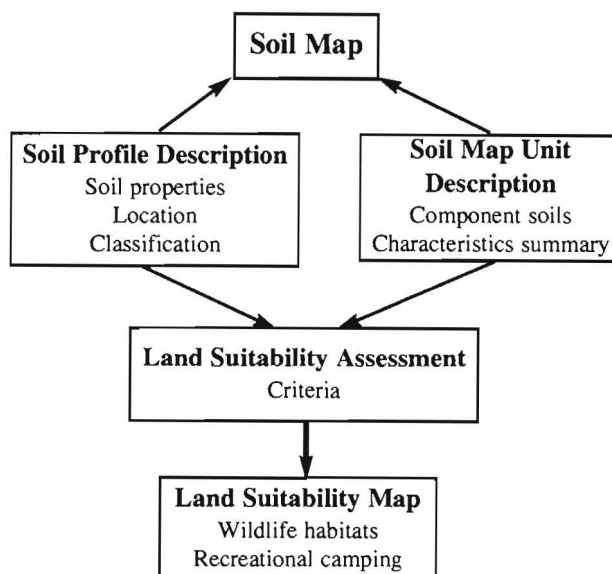 Soil Map
Soil Profile Description
Soil properties
Location
Classification
Soil Map Unit
Description
Component soils
Characteristics summary
Land Suitability Assessment
Criteria
Land Suitability Map
Wildlife habitats
Recreational camping